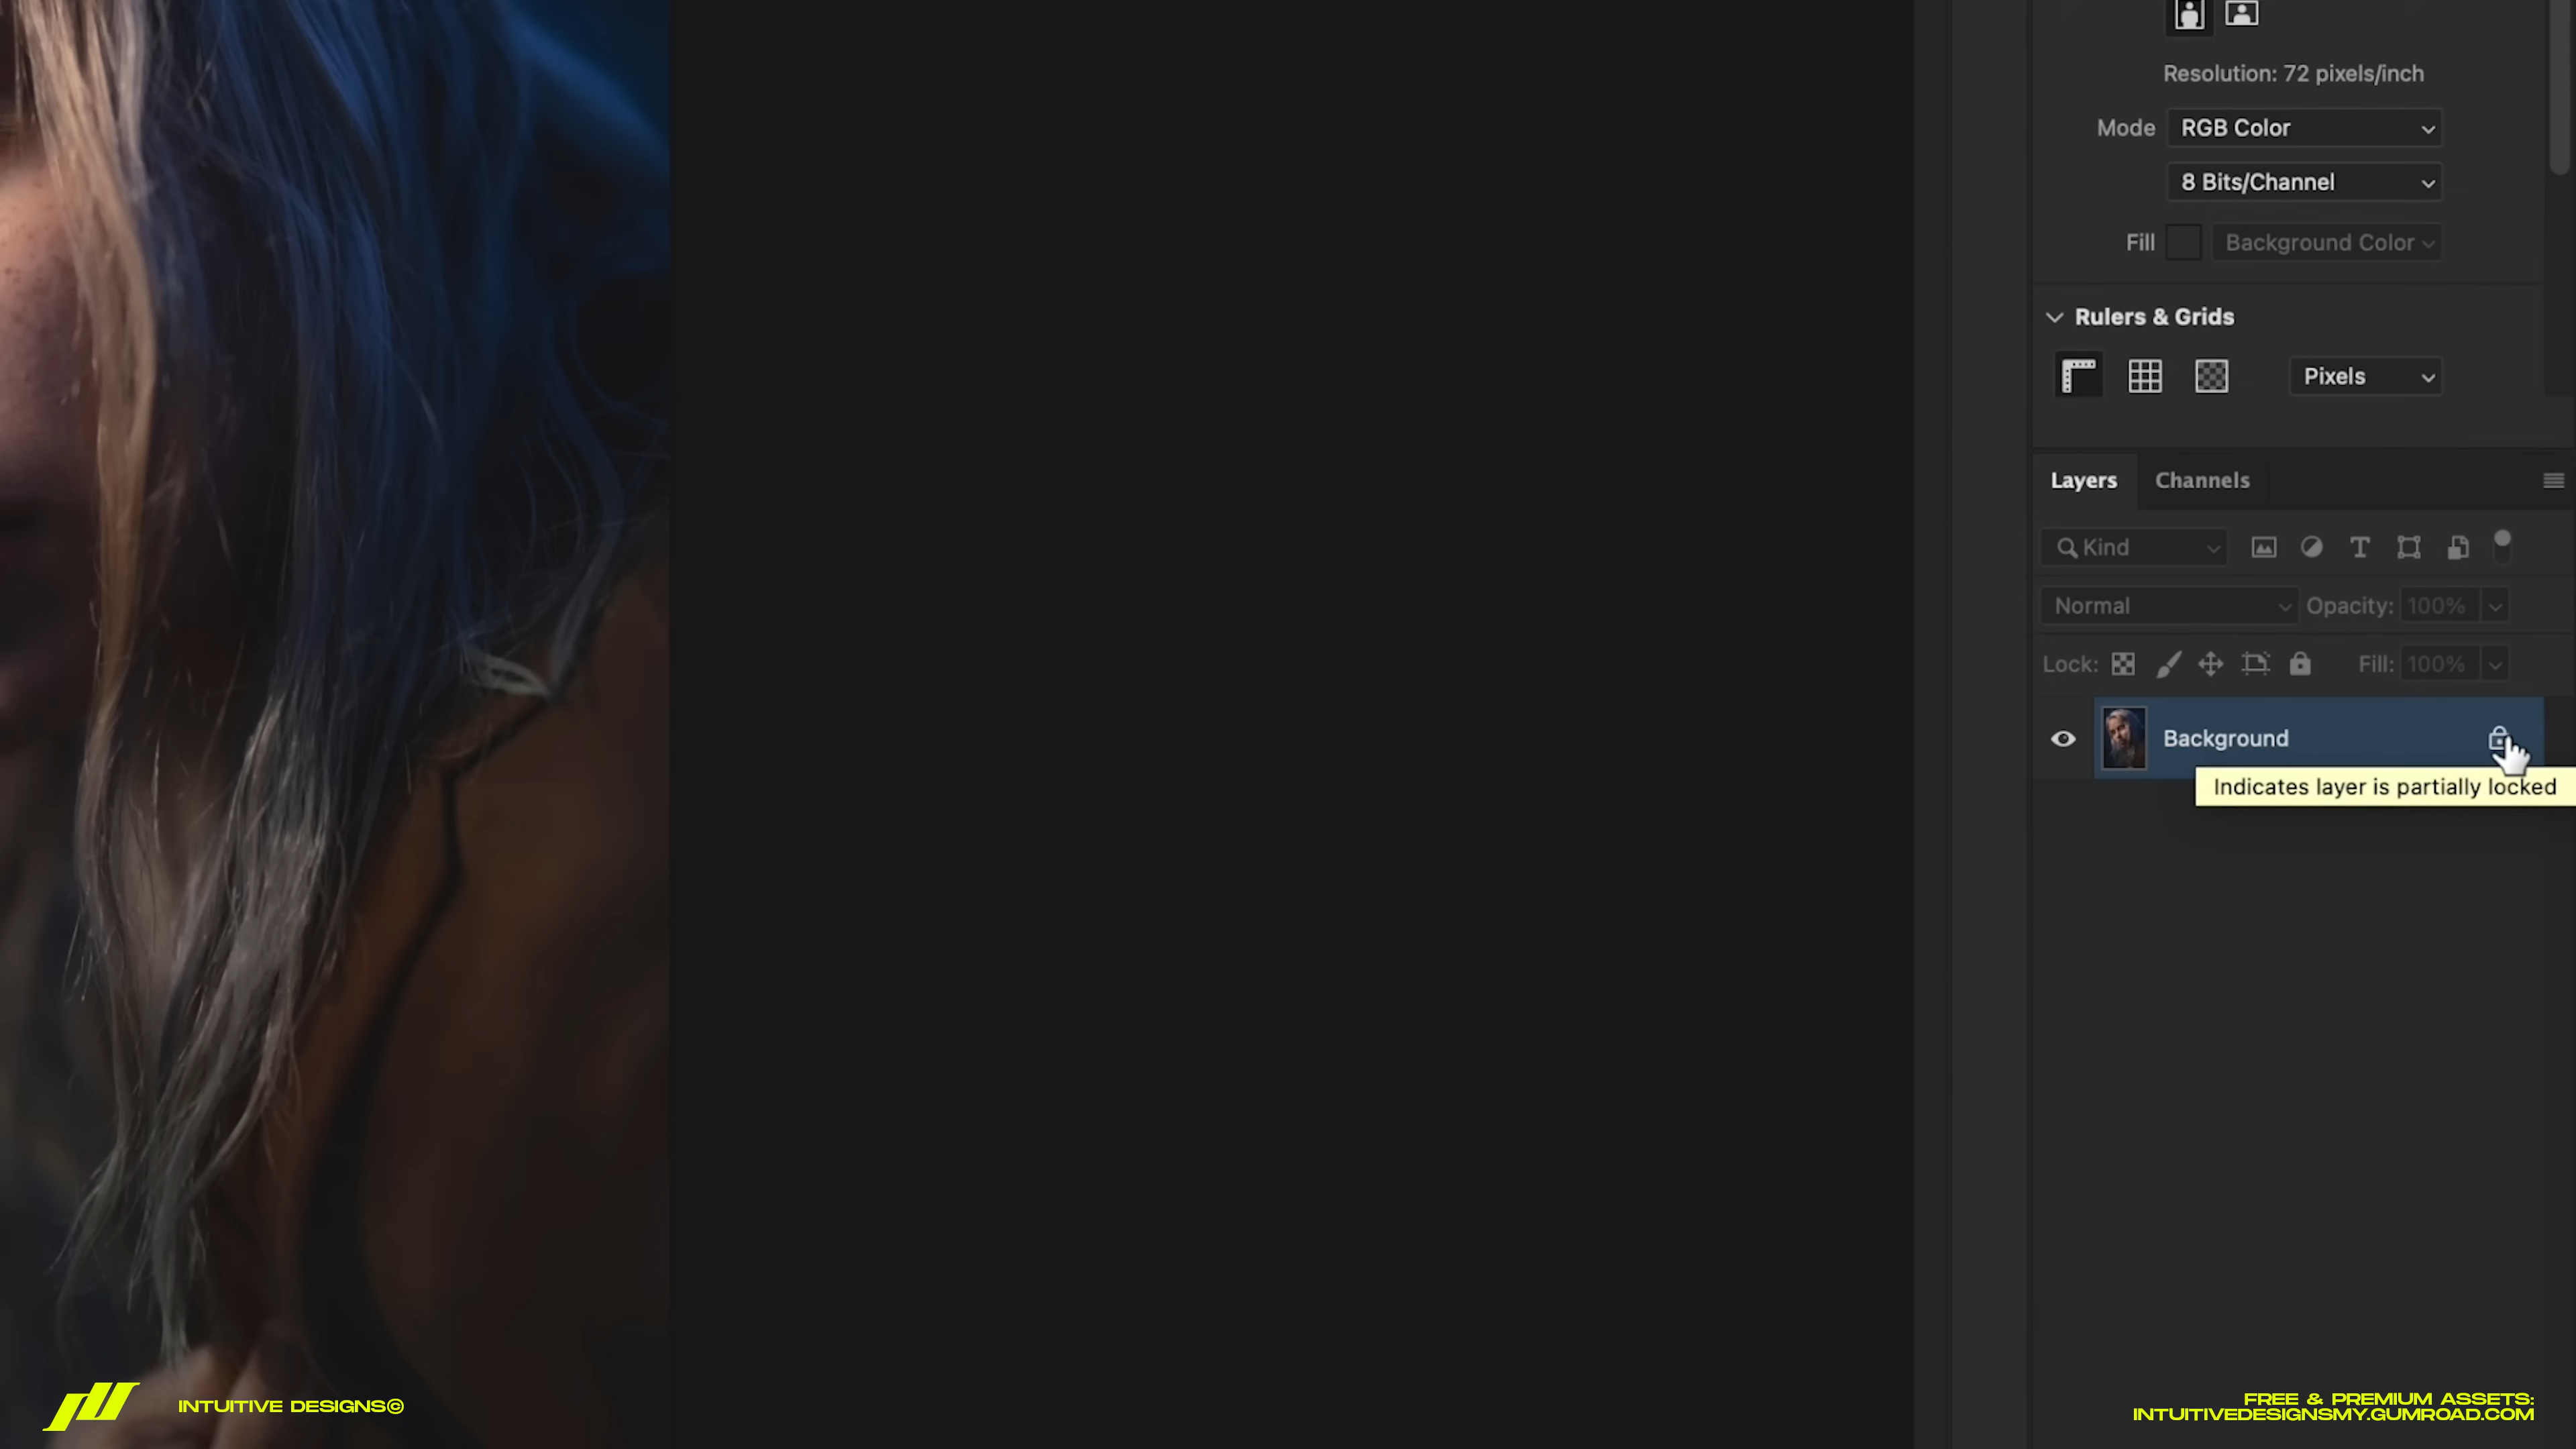 Resolution: 72 pixels/inch
Mode RGB Color
8 Bits/Channel
Fill Background Color
Rulers & Grids
Pixels
Layers Channels
Kind
Normal Opacity: 100%
Lock: Fill: 100%
Background
Indicates layer is partially locked
INTUITIVE DESIGNS©
FREE & PREMIUM ASSETS:
INTUITIVEDESIGNSMY.GUMROAD.COM